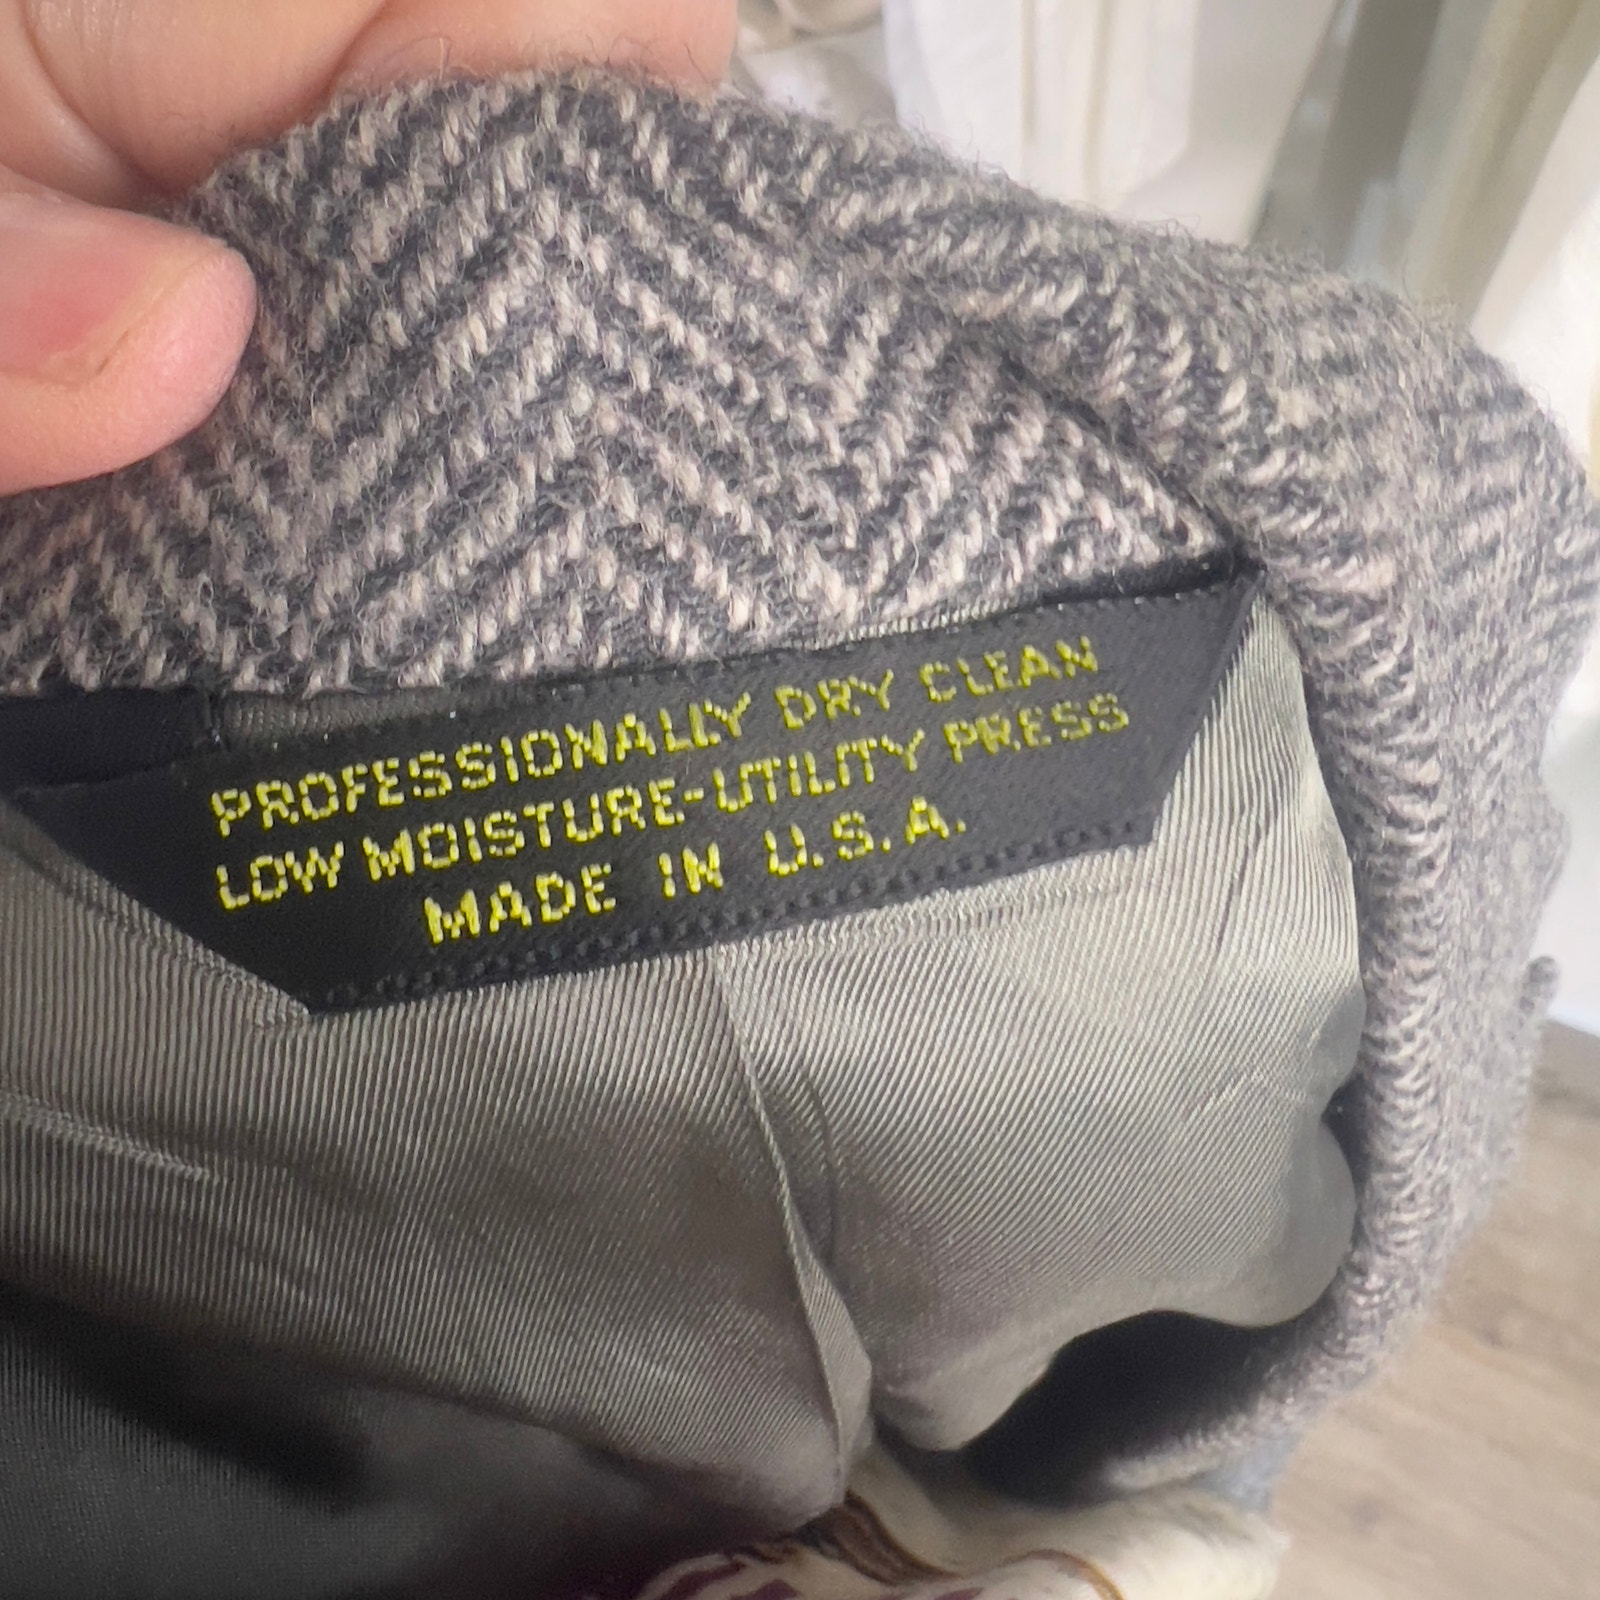 PROFESSIONALLY DRY CLEAN
LOW MOISTURE-UTILITY PRESS
MADE IN U.S.A.